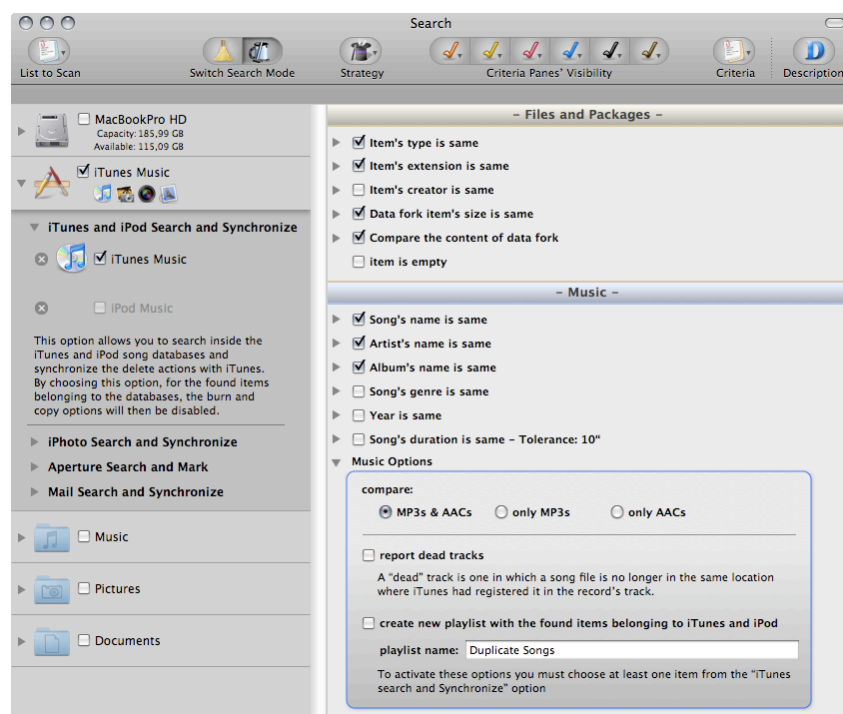 Search
List to Scan
Switch Search Mode
Strategy
Criteria Panes' Visibility
Criteria
Description
MacBookPro HD
Capacity: 185,99 GB
Available: 115,09 GB
iTunes Music
iTunes and iPod Search and Synchronize
iTunes Music
iPod Music
This option allows you to search inside the
iTunes and iPod song databases and
synchronize the delete actions with iTunes.
By choosing this option, for the found items
belonging to the databases, the burn and
copy options will then be disabled.
iPhoto Search and Synchronize
Aperture Search and Mark
Mail Search and Synchronize
Music
Pictures
Documents
– Files and Packages –
Item's type is same
Item's extension is same
Item's creator is same
Data fork item's size is same
Compare the content of data fork
item is empty
– Music –
Song's name is same
Artist's name is same
Album's name is same
Song's genre is same
Year is same
Song's duration is same – Tolerance: 10"
Music Options
compare:
MP3s & AACs only MP3s only AACs
report dead tracks
A "dead" track is one in which a song file is no longer in the same location
where iTunes had registered it in the record's track.
create new playlist with the found items belonging to iTunes and iPod
playlist name: Duplicate Songs
To activate these options you must choose at least one item from the "iTunes
search and Synchronize" option